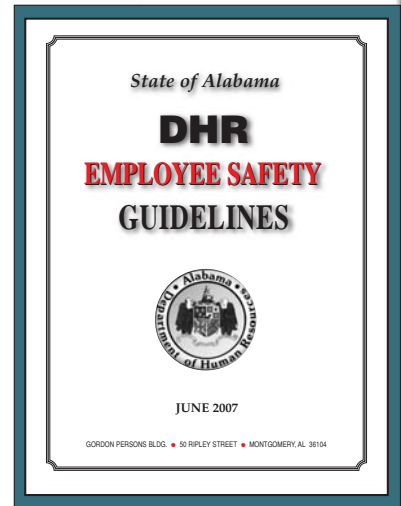 State of Alabama
DHR
EMPLOYEE SAFETY
GUIDELINES
Alabama
Department of Human Resources
JUNE 2007
GORDON PERSONS BLDG. ● 50 RIPLEY STREET ● MONTGOMERY, AL 36104